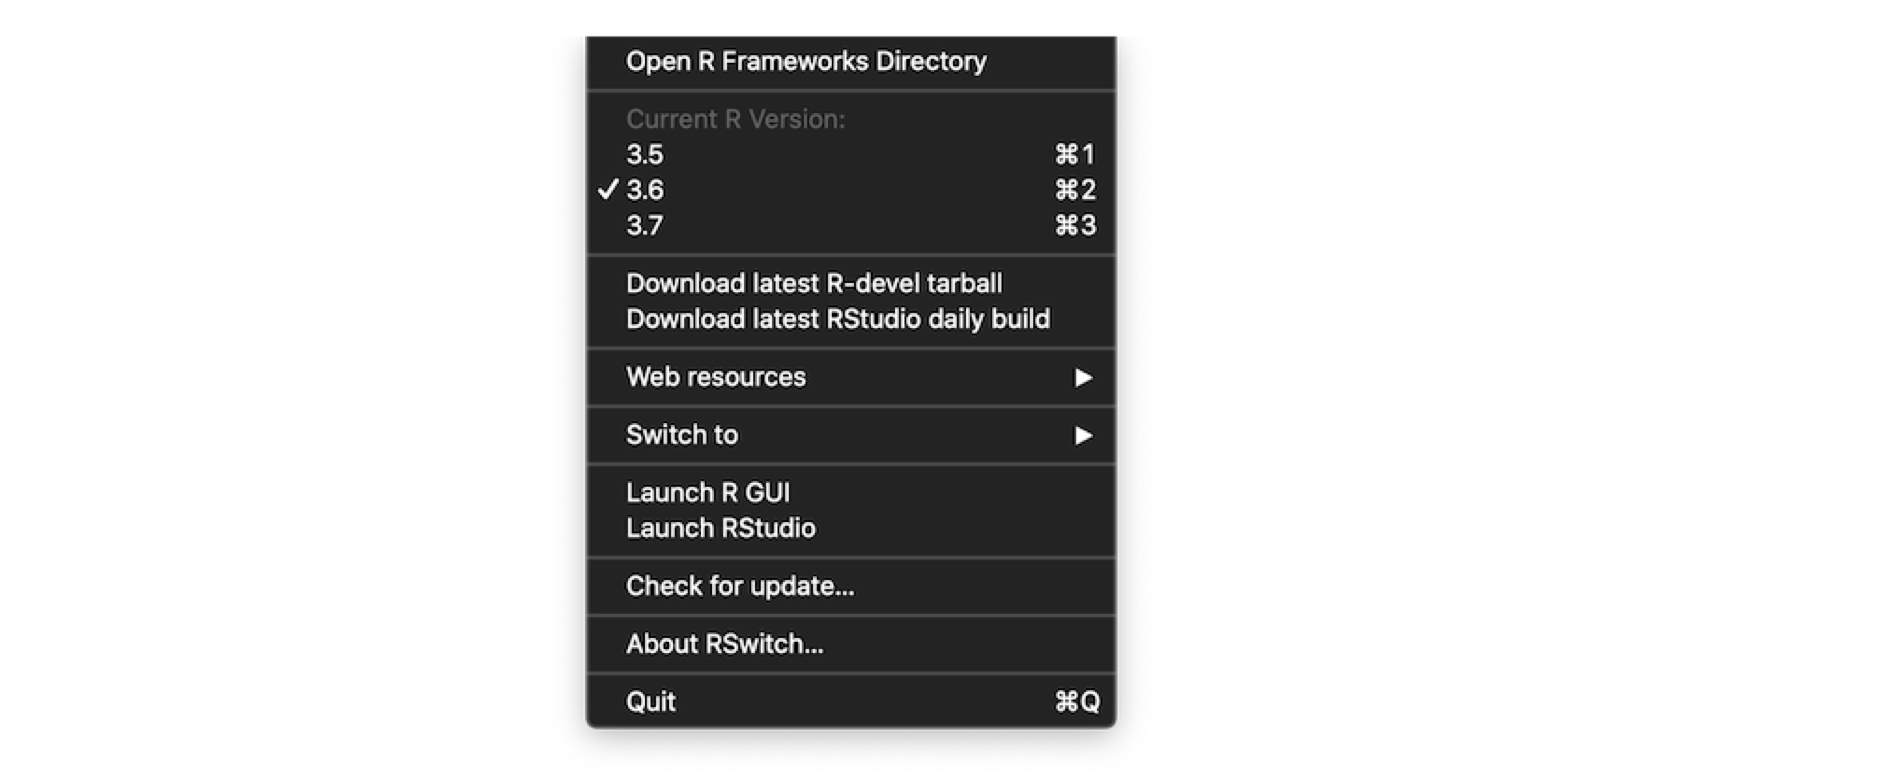 Open R Frameworks Directory
Current R Version:
3.5 ⌘1
✓ 3.6 ⌘2
3.7 ⌘3
Download latest R-devel tarball
Download latest RStudio daily build
Web resources ▶
Switch to ▶
Launch R GUI
Launch RStudio
Check for update...
About RSwitch...
Quit ⌘Q